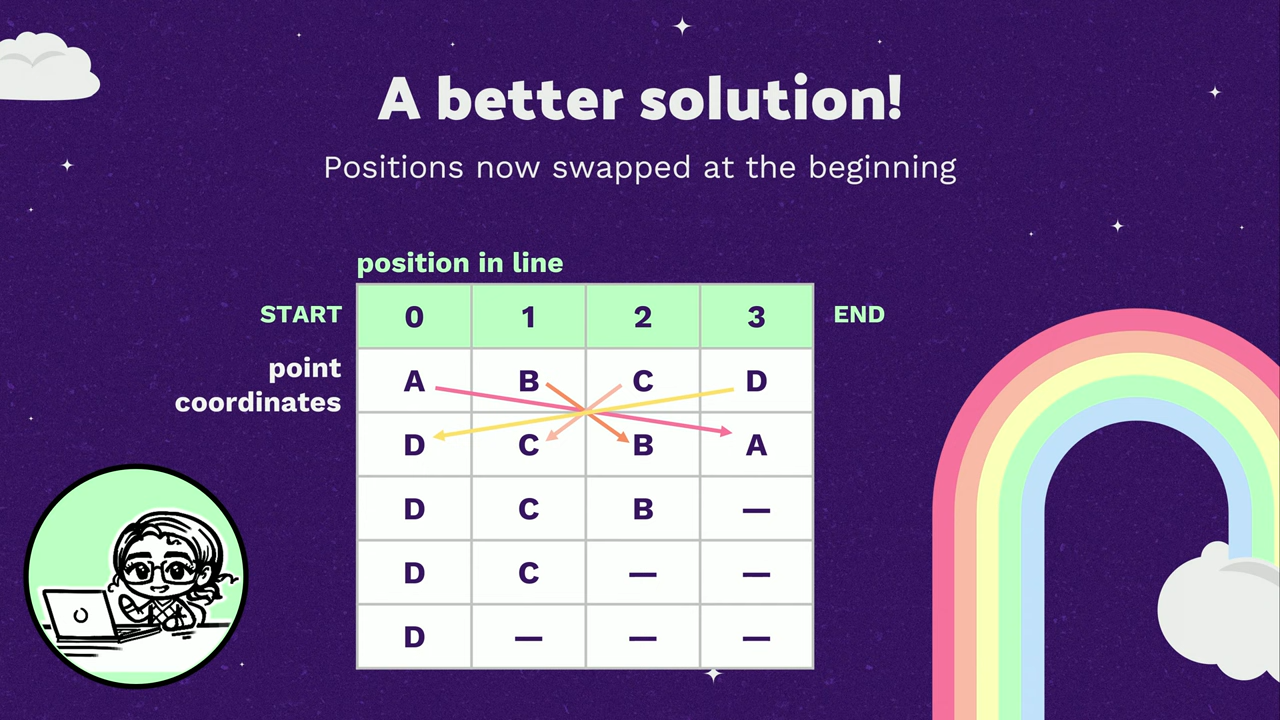 A better solution!
Positions now swapped at the beginning
position in line
START 0 1 2 3 END
point
coordinates
A B C D
D C B A
D C B —
D C — —
D — — —